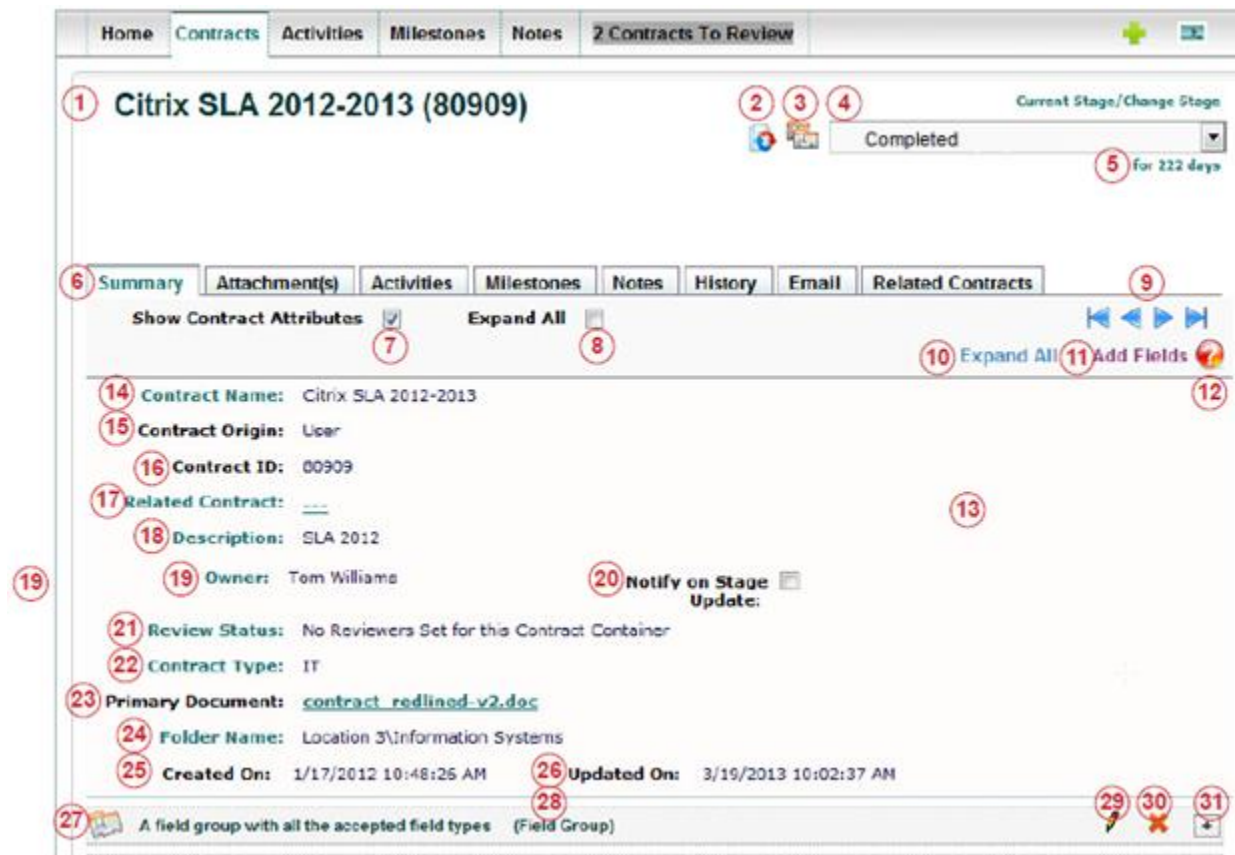 Home Contracts Activities Milestones Notes 2 Contracts To Review
1 Citrix SLA 2012-2013 (80909) 2 3 4 Current Stage/Change Stage
Completed
5 for 222 days
6 Summary Attachment(s) Activities Milestones Notes History Email Related Contracts 9
Show Contract Attributes Expand All
7 8
10 Expand All 11 Add Fields
12
14 Contract Name: Citrix SLA 2012-2013
15 Contract Origin: User
16 Contract ID: 80909
17 Related Contract: ---
13
18 Description: SLA 2012
19 19 Owner: Tom Williams 20 Notify on Stage
Update:
21 Review Status: No Reviewers Set for this Contract Container
22 Contract Type: IT
23 Primary Document: contract_redlined-v2.doc
24 Folder Name: Location 3\Information Systems
25 Created On: 1/17/2012 10:48:26 AM 26 Updated On: 3/19/2013 10:02:37 AM
28 29 30 31
27 A field group with all the accepted field types (Field Group)